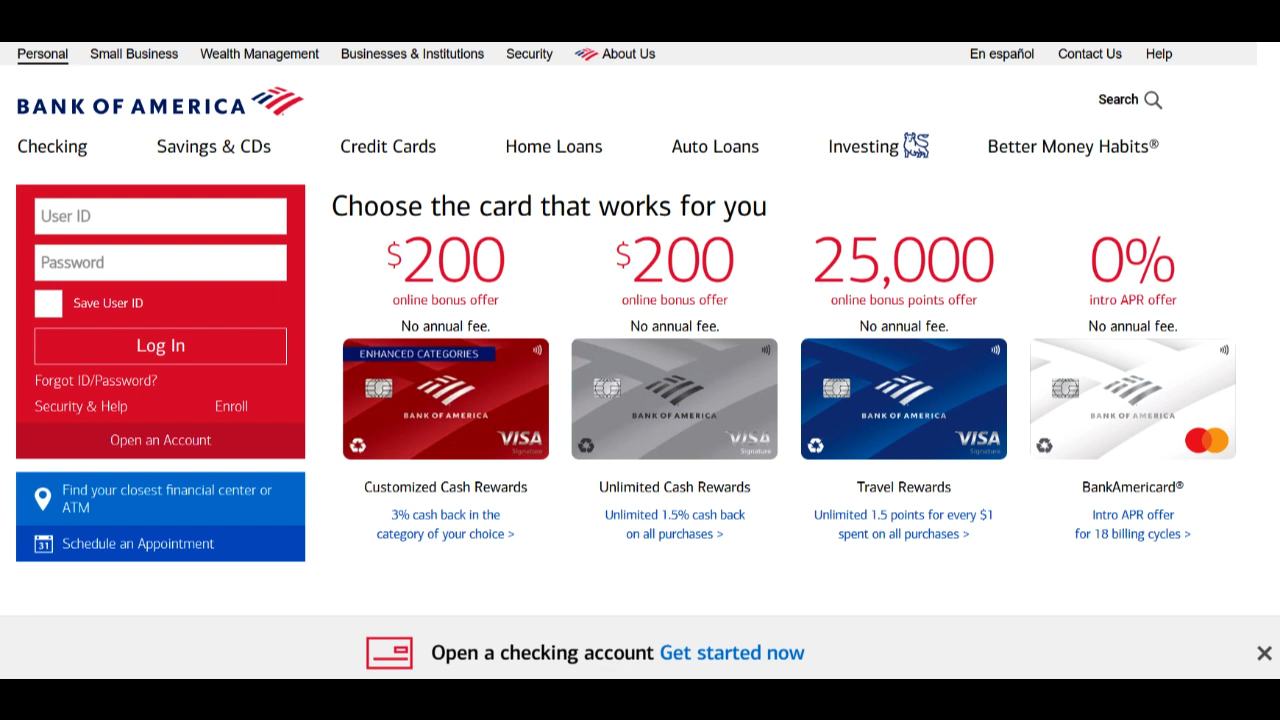 Personal Small Business Wealth Management Businesses & Institutions Security About Us En español Contact Us Help
BANK OF AMERICA
Search
Checking Savings & CDs Credit Cards Home Loans Auto Loans Investing Better Money Habits®
User ID
Password
Save User ID
Log In
Forgot ID/Password?
Security & Help Enroll
Open an Account
Find your closest financial center or
ATM
31 Schedule an Appointment
Choose the card that works for you
$200
online bonus offer
No annual fee.
ENHANCED CATEGORIES
BANK OF AMERICA
VISA
Signature
Customized Cash Rewards
3% cash back in the
category of your choice >
$200
online bonus offer
No annual fee.
BANK OF AMERICA
VISA
Signature
Unlimited Cash Rewards
Unlimited 1.5% cash back
on all purchases >
25,000
online bonus points offer
No annual fee.
BANK OF AMERICA
VISA
Signature
Travel Rewards
Unlimited 1.5 points for every $1
spent on all purchases >
0%
intro APR offer
No annual fee.
BANK OF AMERICA
BankAmericard®
Intro APR offer
for 18 billing cycles >
Open a checking account Get started now